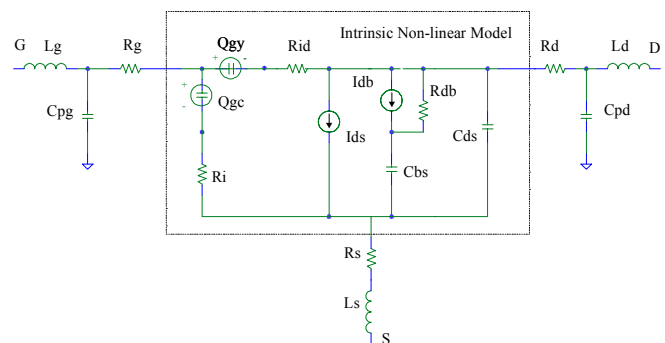 Intrinsic Non-linear Model
G Lg Rg Qgy Rid Rd Ld D
+ -
Idb
Rdb
+
-
Qgc
Cpg Ids Cds Cpd
Ri Cbs
Rs
Ls
S